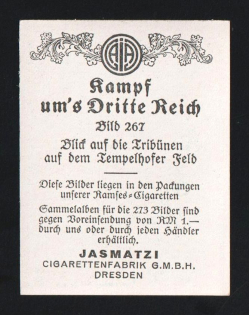 Kampf
um's Dritte Reich
Bild 267
Blick auf die Tribünen
auf dem Tempelhofer Feld
Diese Bilder liegen in den Packungen
unserer Ramses=Cigaretten
Sammelalben für die 273 Bilder sind
gegen Voreinsendung von RM 1.—
durch uns oder durch jeden Händler
erhältlich.
JASMATZI
CIGARETTENFABRIK G.M.B.H.
DRESDEN